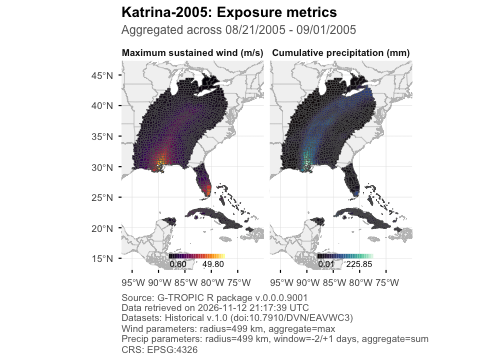 Katrina-2005: Exposure metrics
Aggregated across 08/21/2005 - 09/01/2005
Maximum sustained wind (m/s)
Cumulative precipitation (mm)
45°N
40°N
35°N
30°N
25°N
20°N
15°N
0.60 49.80
0.01 225.85
95°W 90°W 85°W 80°W 75°W
95°W 90°W 85°W 80°W 75°W
Source: G-TROPIC R package v.0.0.0.9001
Data retrieved on 2026-11-12 21:17:39 UTC
Datasets: Historical v.1.0 (doi:10.7910/DVN/EAVWC3)
Wind parameters: radius=499 km, aggregate=max
Precip parameters: radius=499 km, window=-2/+1 days, aggregate=sum
CRS: EPSG:4326